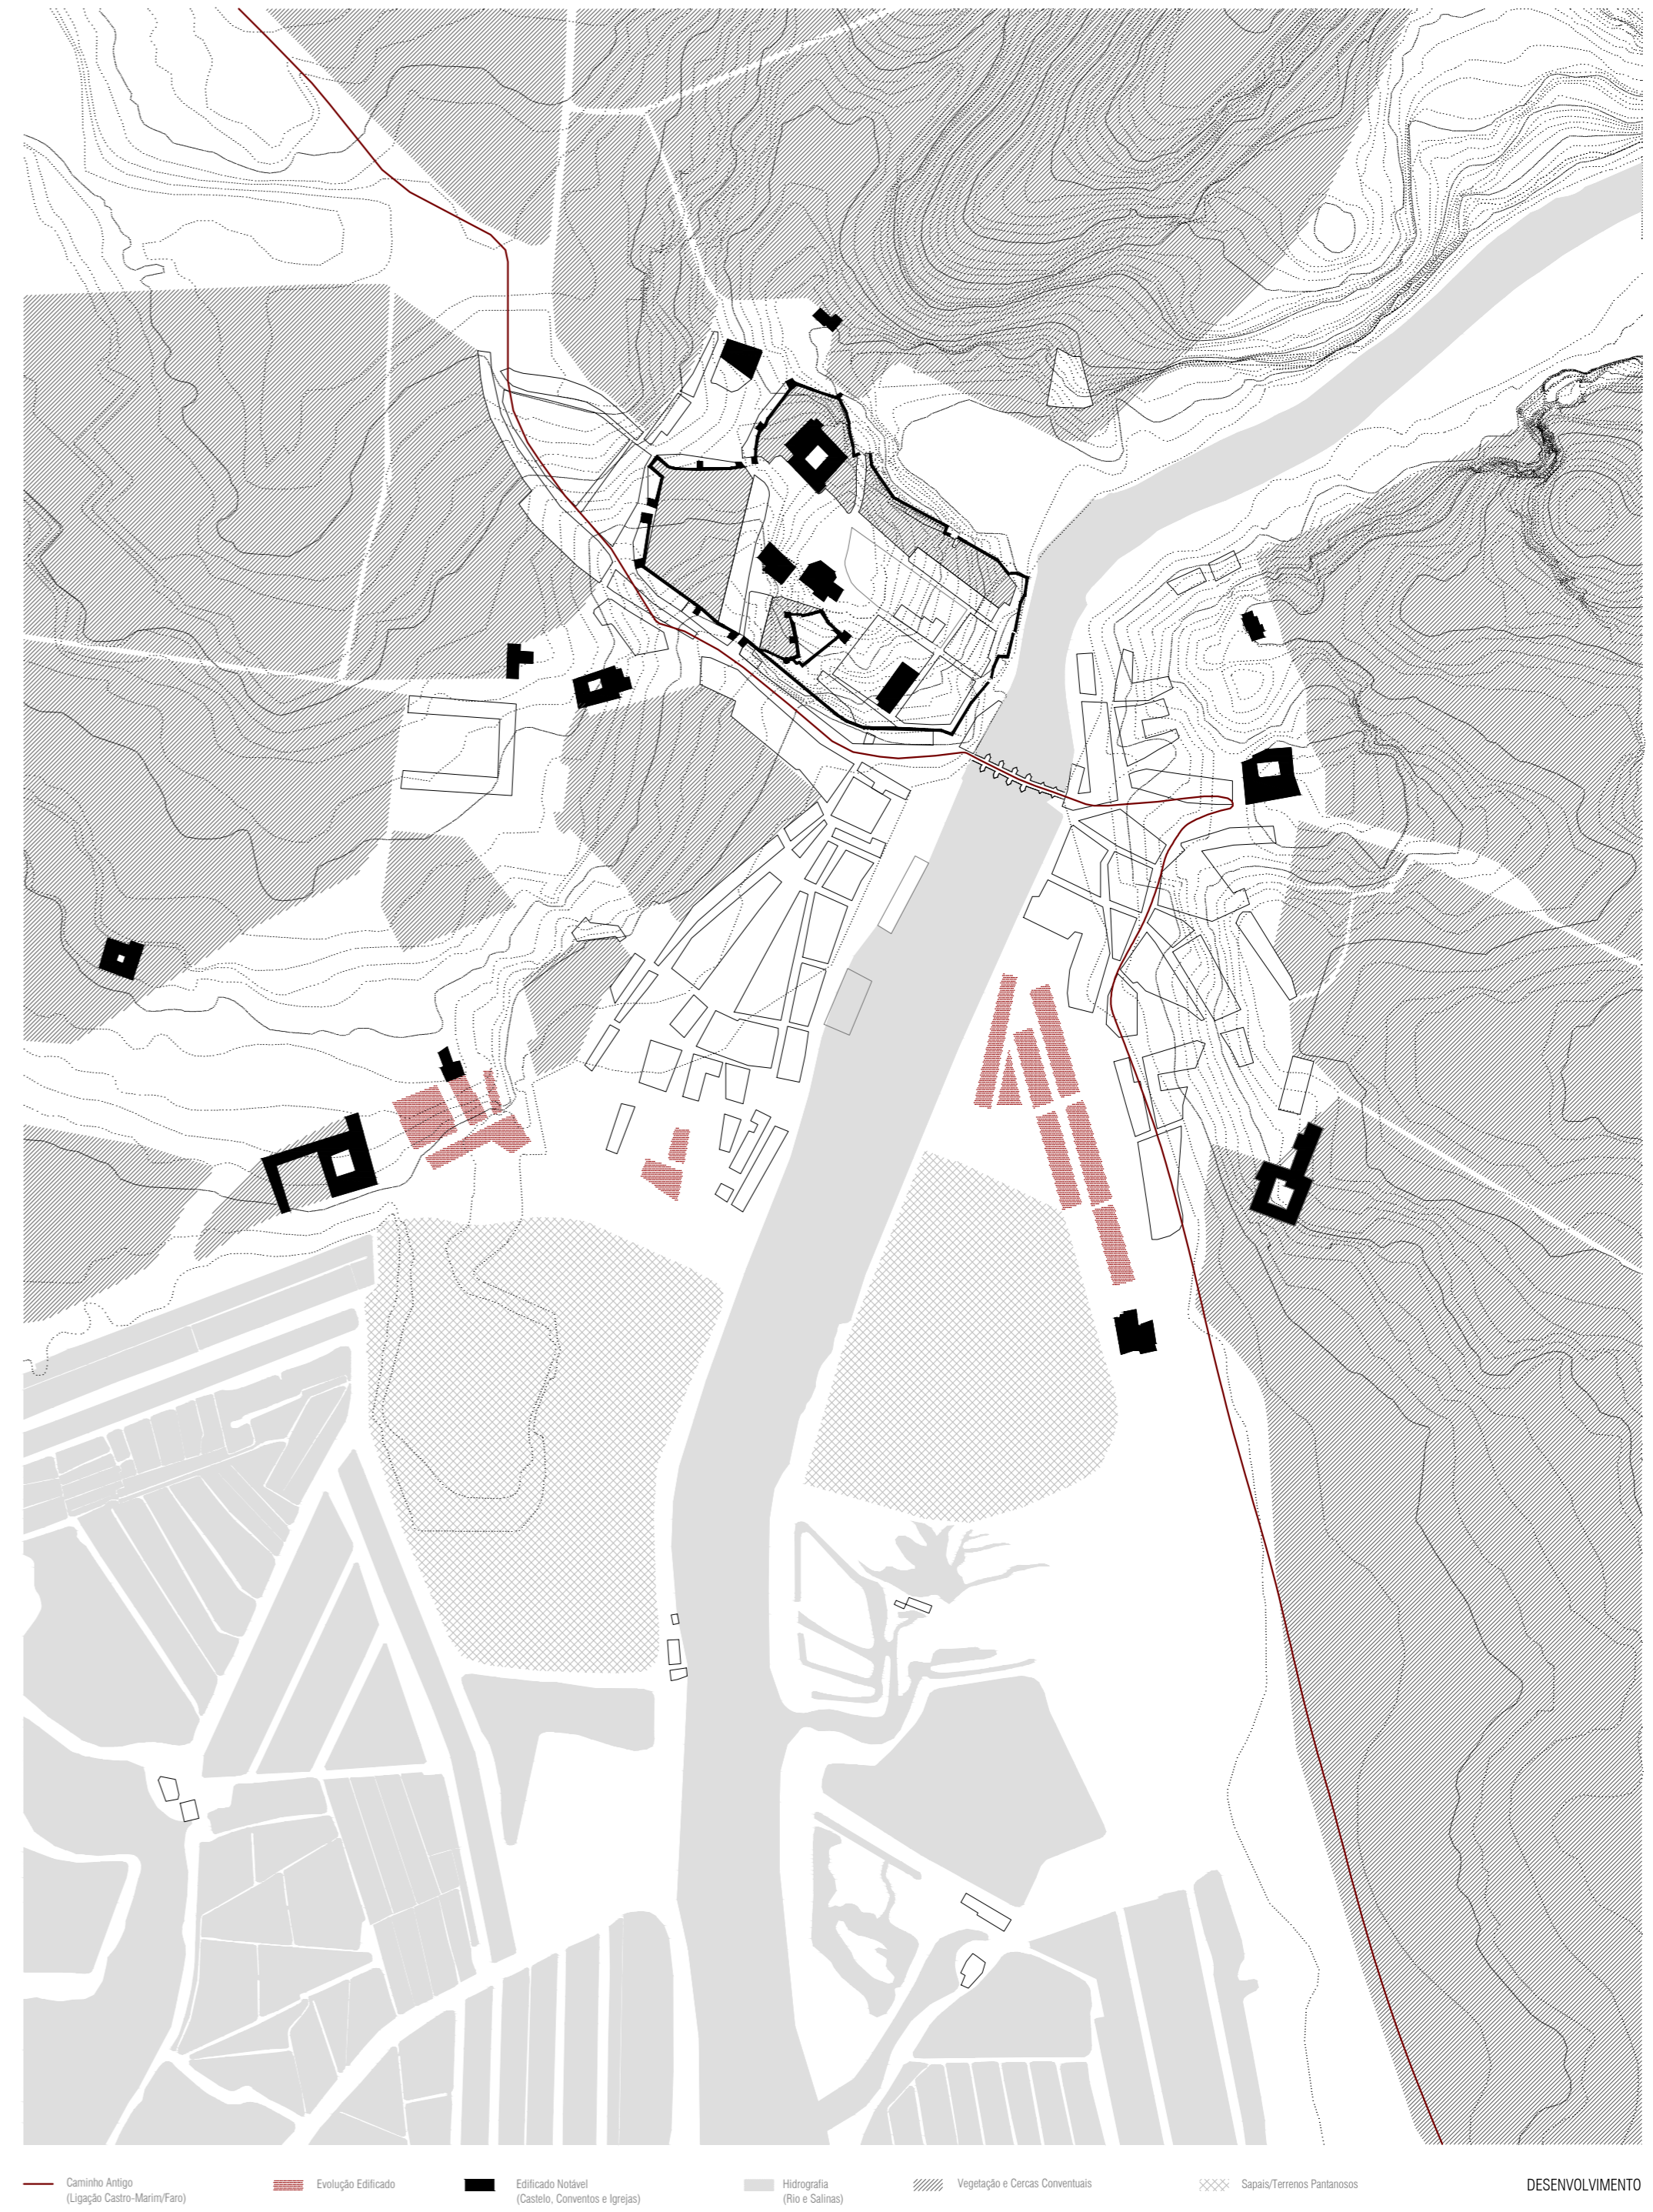 Caminho Antigo
(Ligação Castro-Marim/Faro)
Evolução Edificado
Edificado Notável
(Castelo, Conventos e Igrejas)
Hidrografia
(Rio e Salinas)
Vegetação e Cercas Conventuais
Sapais/Terrenos Pantanosos
DESENVOLVIMENTO